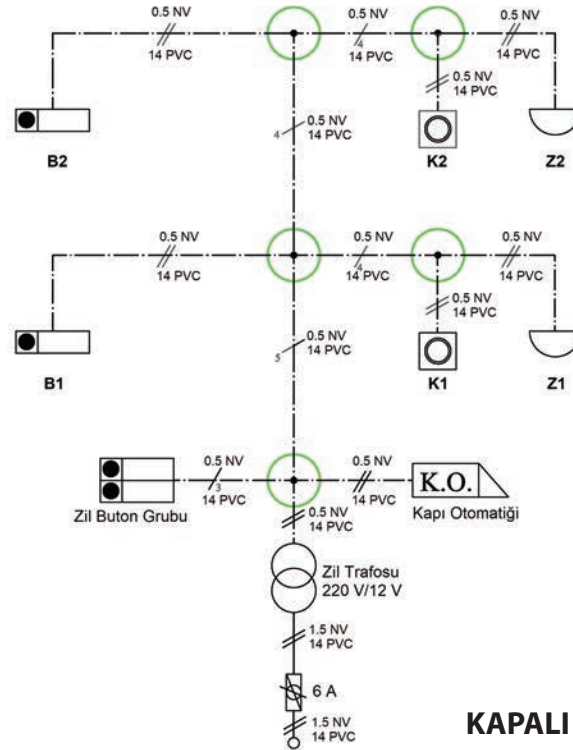 0.5 NV
14 PVC
0.5 NV
4
14 PVC
0.5 NV
14 PVC
0.5 NV
14 PVC
4
0.5 NV
14 PVC
B2
K2
Z2
0.5 NV
14 PVC
0.5 NV
4
14 PVC
0.5 NV
14 PVC
0.5 NV
14 PVC
5
0.5 NV
14 PVC
B1
K1
Z1
0.5 NV
3
14 PVC
0.5 NV
14 PVC
K.O.
Zil Buton Grubu
Kapı Otomatiği
0.5 NV
14 PVC
Zil Trafosu
220 V/12 V
1.5 NV
14 PVC
6 A
1.5 NV
14 PVC
KAPALI